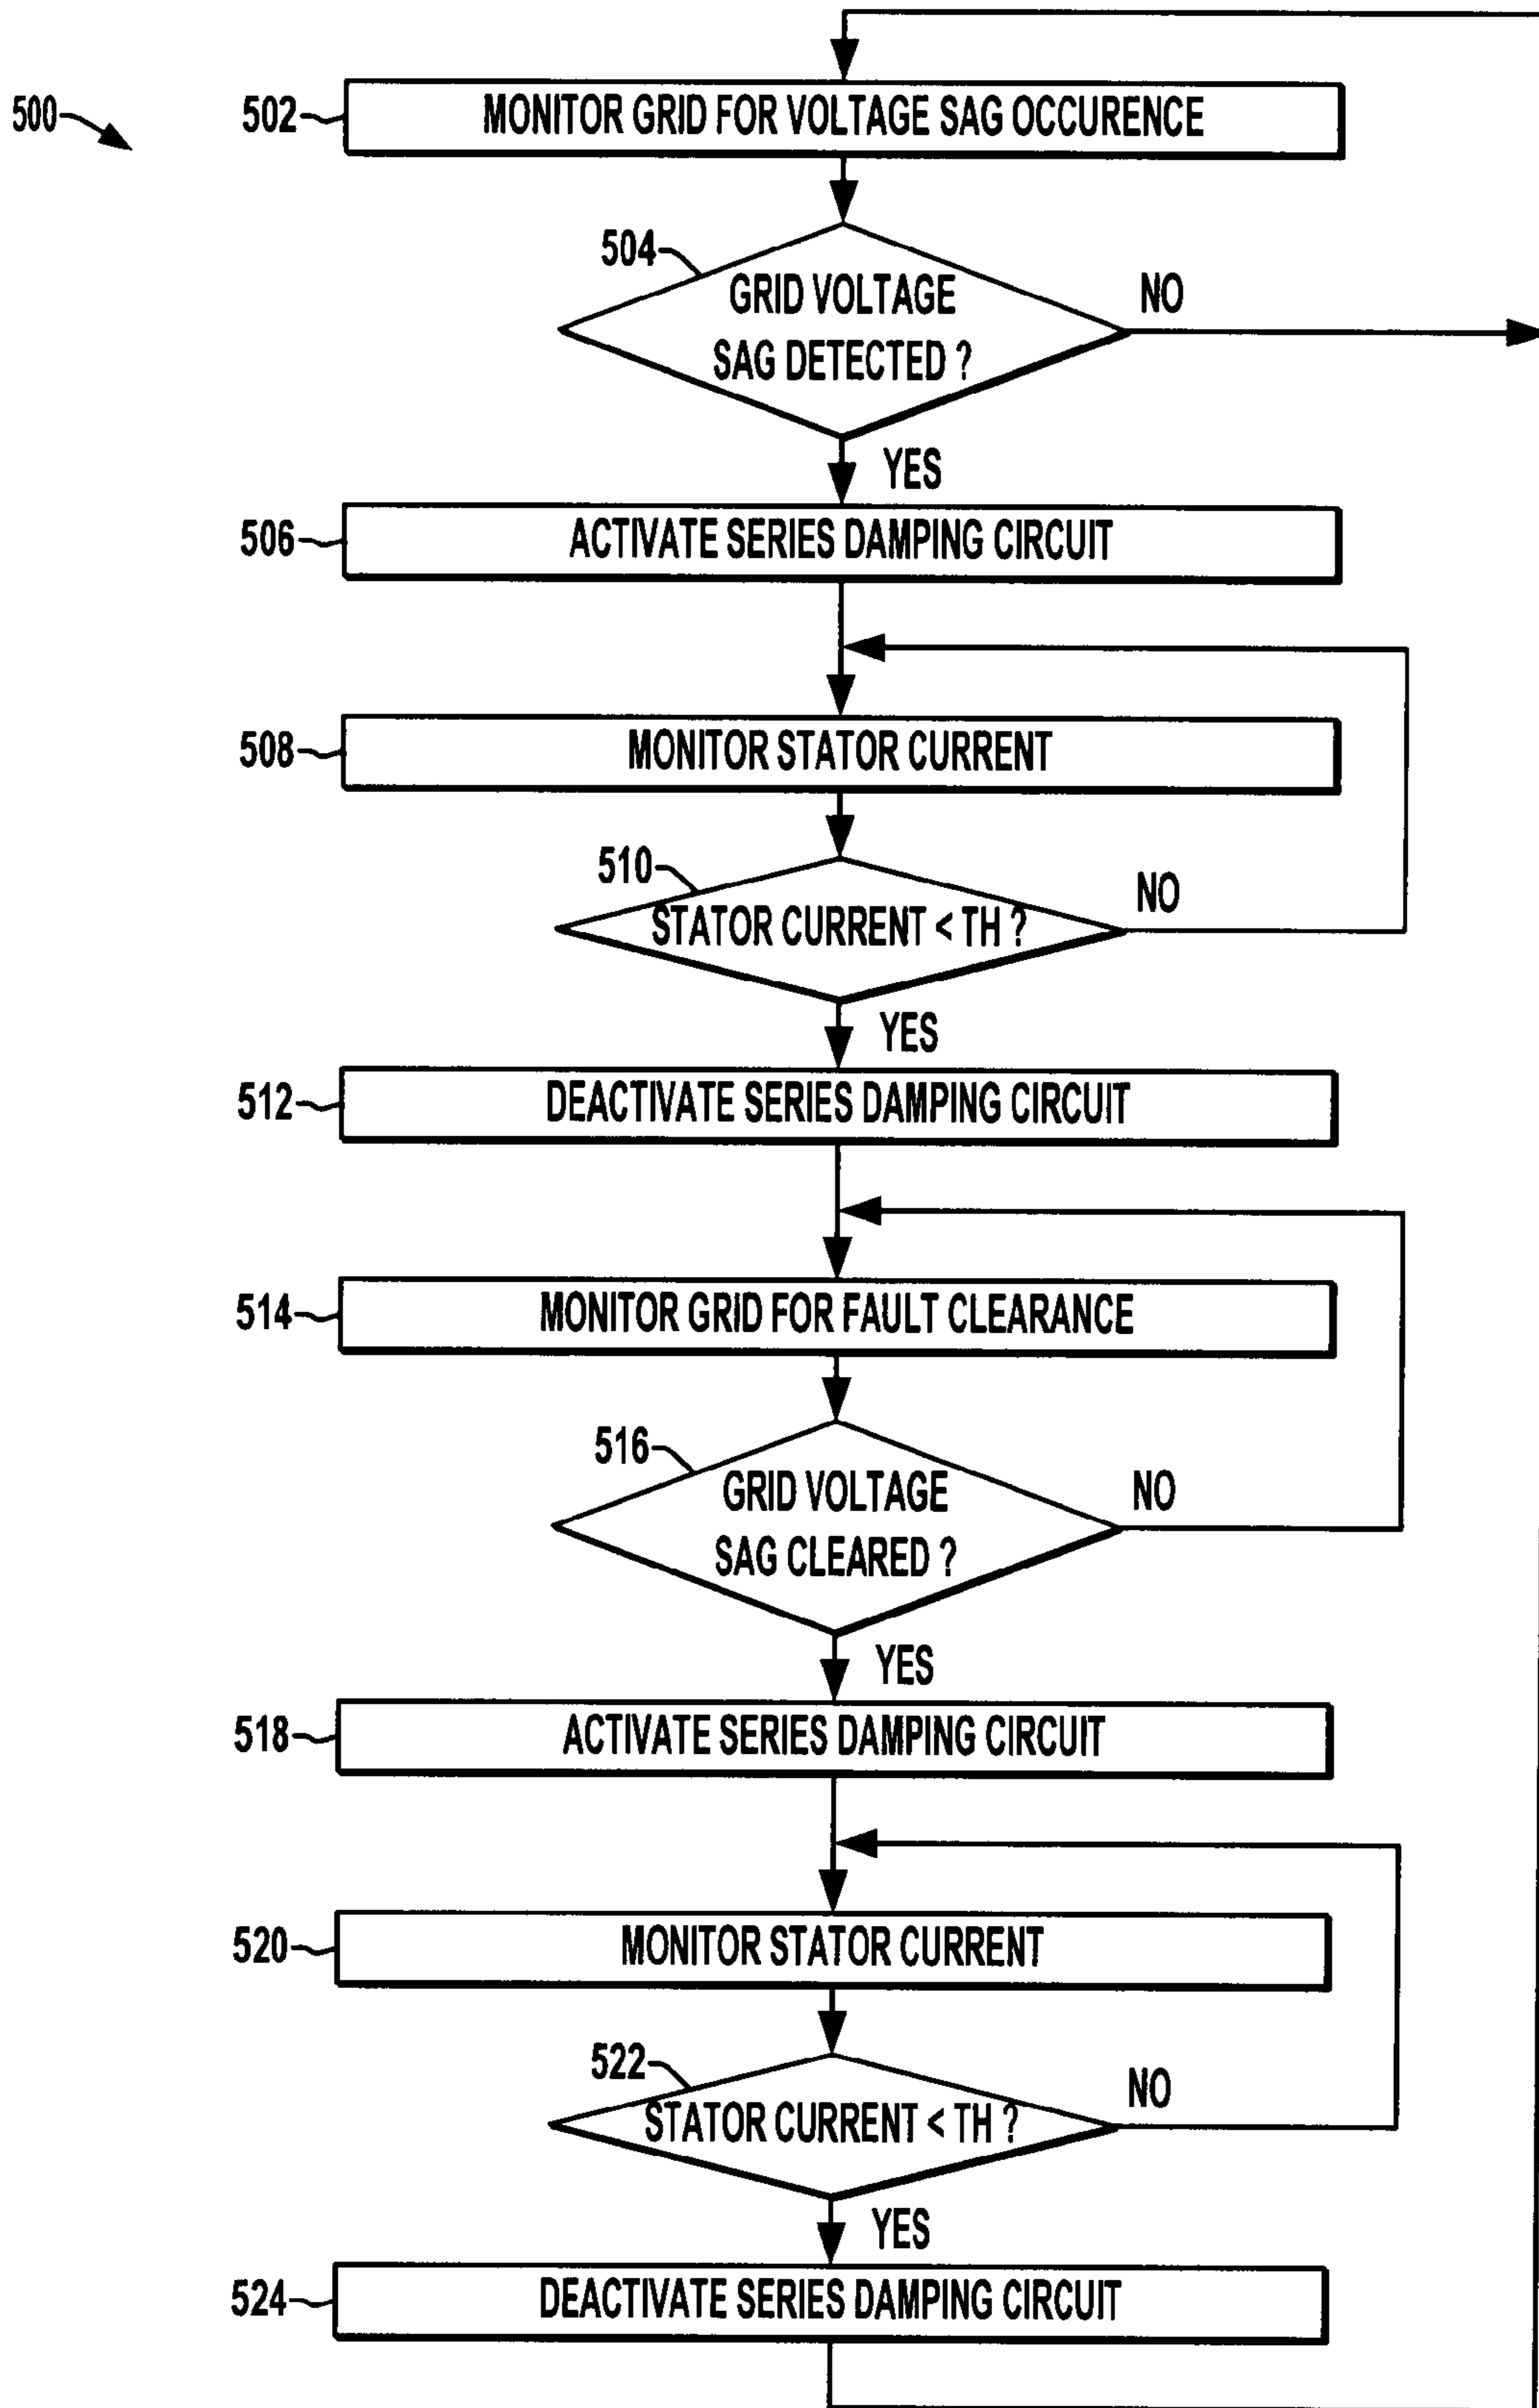 500
502
MONITOR GRID FOR VOLTAGE SAG OCCURENCE
504
GRID VOLTAGE
SAG DETECTED ?
NO
YES
506
ACTIVATE SERIES DAMPING CIRCUIT
508
MONITOR STATOR CURRENT
510
STATOR CURRENT < TH ?
NO
YES
512
DEACTIVATE SERIES DAMPING CIRCUIT
514
MONITOR GRID FOR FAULT CLEARANCE
516
GRID VOLTAGE
SAG CLEARED ?
NO
YES
518
ACTIVATE SERIES DAMPING CIRCUIT
520
MONITOR STATOR CURRENT
522
STATOR CURRENT < TH ?
NO
YES
524
DEACTIVATE SERIES DAMPING CIRCUIT